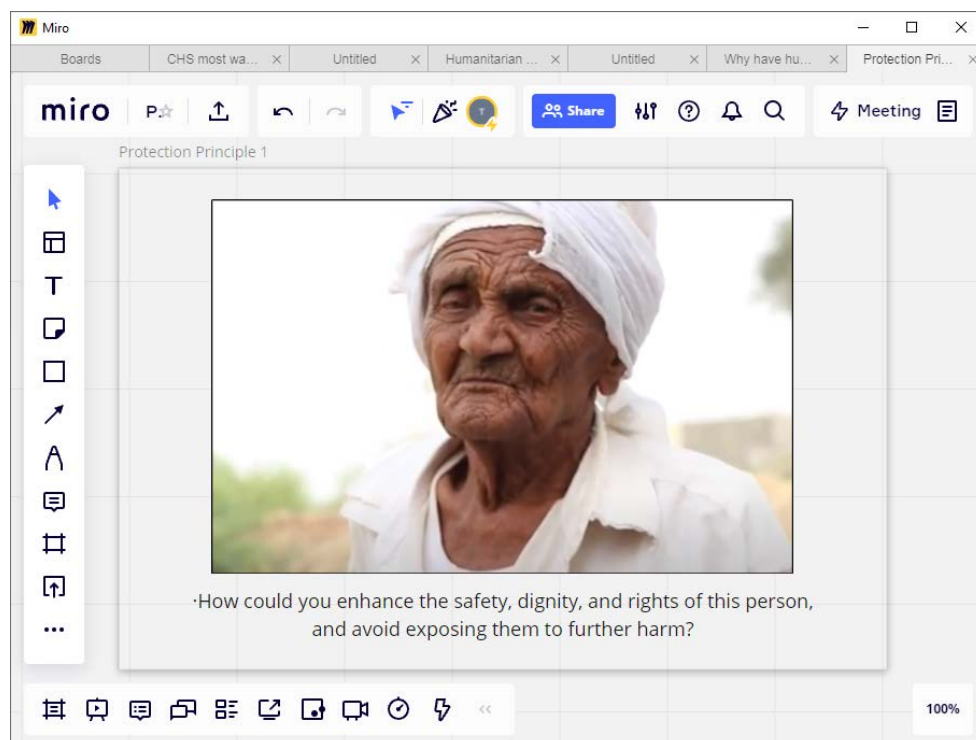 Miro
Boards
CHS most wa...
Untitled
Humanitarian ...
Untitled
Why have hu...
Protection Pri...
miro
P.
T
Share
Meeting
Protection Principle 1
T
·How could you enhance the safety, dignity, and rights of this person,
and avoid exposing them to further harm?
100%